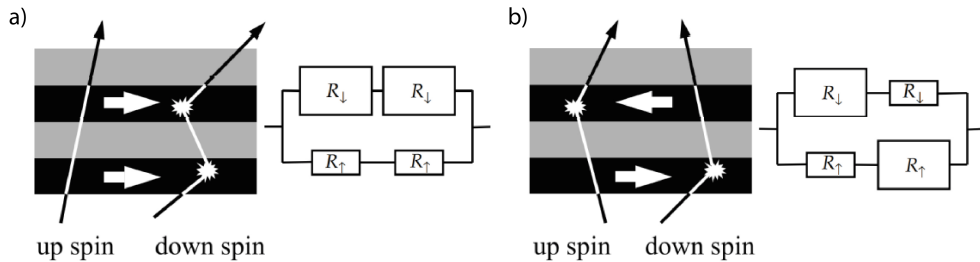 a)
R↓ R↓
R↑ R↑
up spin down spin
b)
R↓ R↓
R↑ R↑
up spin down spin